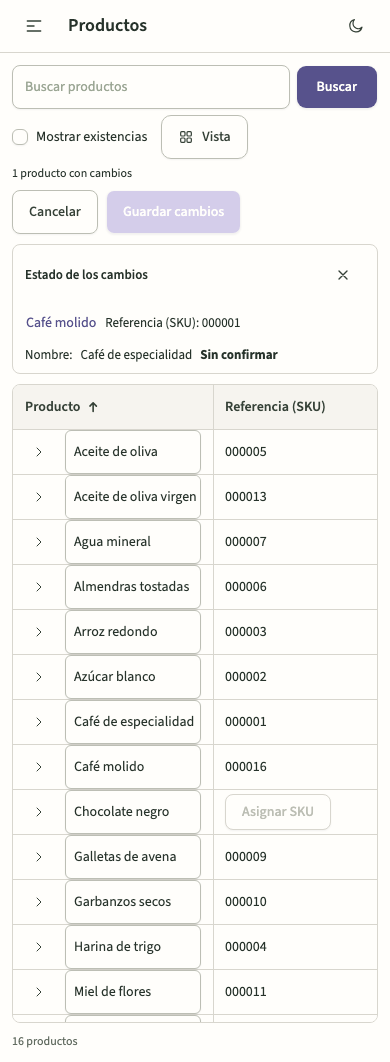 Productos
Buscar productos
Buscar
Mostrar existencias
Vista
1 producto con cambios
Cancelar
Guardar cambios
Estado de los cambios
Café molido Referencia (SKU): 000001
Nombre: Café de especialidad Sin confirmar
Producto ↑ Referencia (SKU)
Aceite de oliva 000005
Aceite de oliva virgen 000013
Agua mineral 000007
Almendras tostadas 000006
Arroz redondo 000003
Azúcar blanco 000002
Café de especialidad 000001
Café molido 000016
Chocolate negro Asignar SKU
Galletas de avena 000009
Garbanzos secos 000010
Harina de trigo 000004
Miel de flores 000011
16 productos